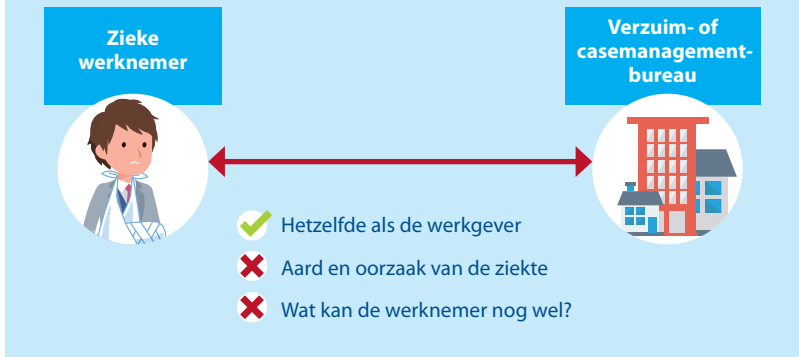 Zieke
werknemer
Verzuim- of
casemanagement-
bureau
Hetzelfde als de werkgever
Aard en oorzaak van de ziekte
Wat kan de werknemer nog wel?